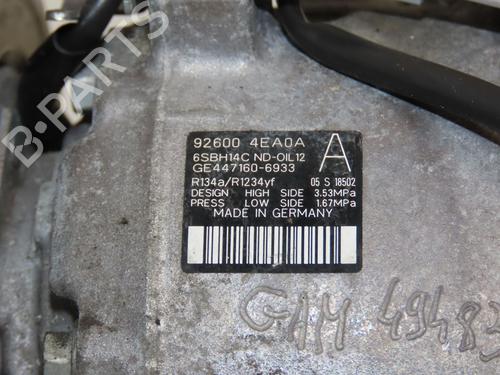 B-PARTS
92600 4EA0A
A
6SBH14C ND-OIL12
GE447160-6933
R134a/R1234yf 05 S 18502
DESIGN HIGH SIDE 3.53MPa
PRESS LOW SIDE 1.67MPa
MADE IN GERMANY